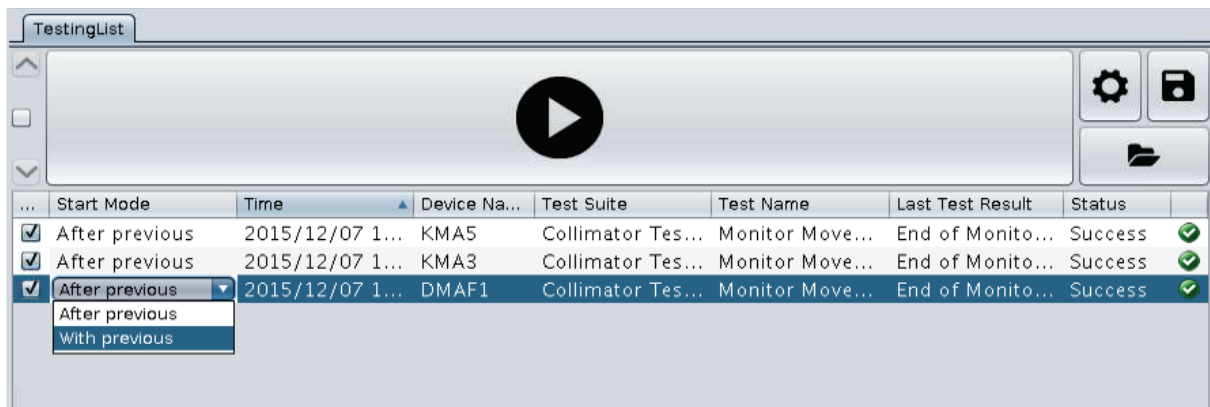 TestingList
... Start Mode Time Device Na... Test Suite Test Name Last Test Result Status
After previous 2015/12/07 1... KMA5 Collimator Tes... Monitor Move... End of Monito... Success
After previous 2015/12/07 1... KMA3 Collimator Tes... Monitor Move... End of Monito... Success
After previous 2015/12/07 1... DMAF1 Collimator Tes... Monitor Move... End of Monito... Success
After previous
With previous